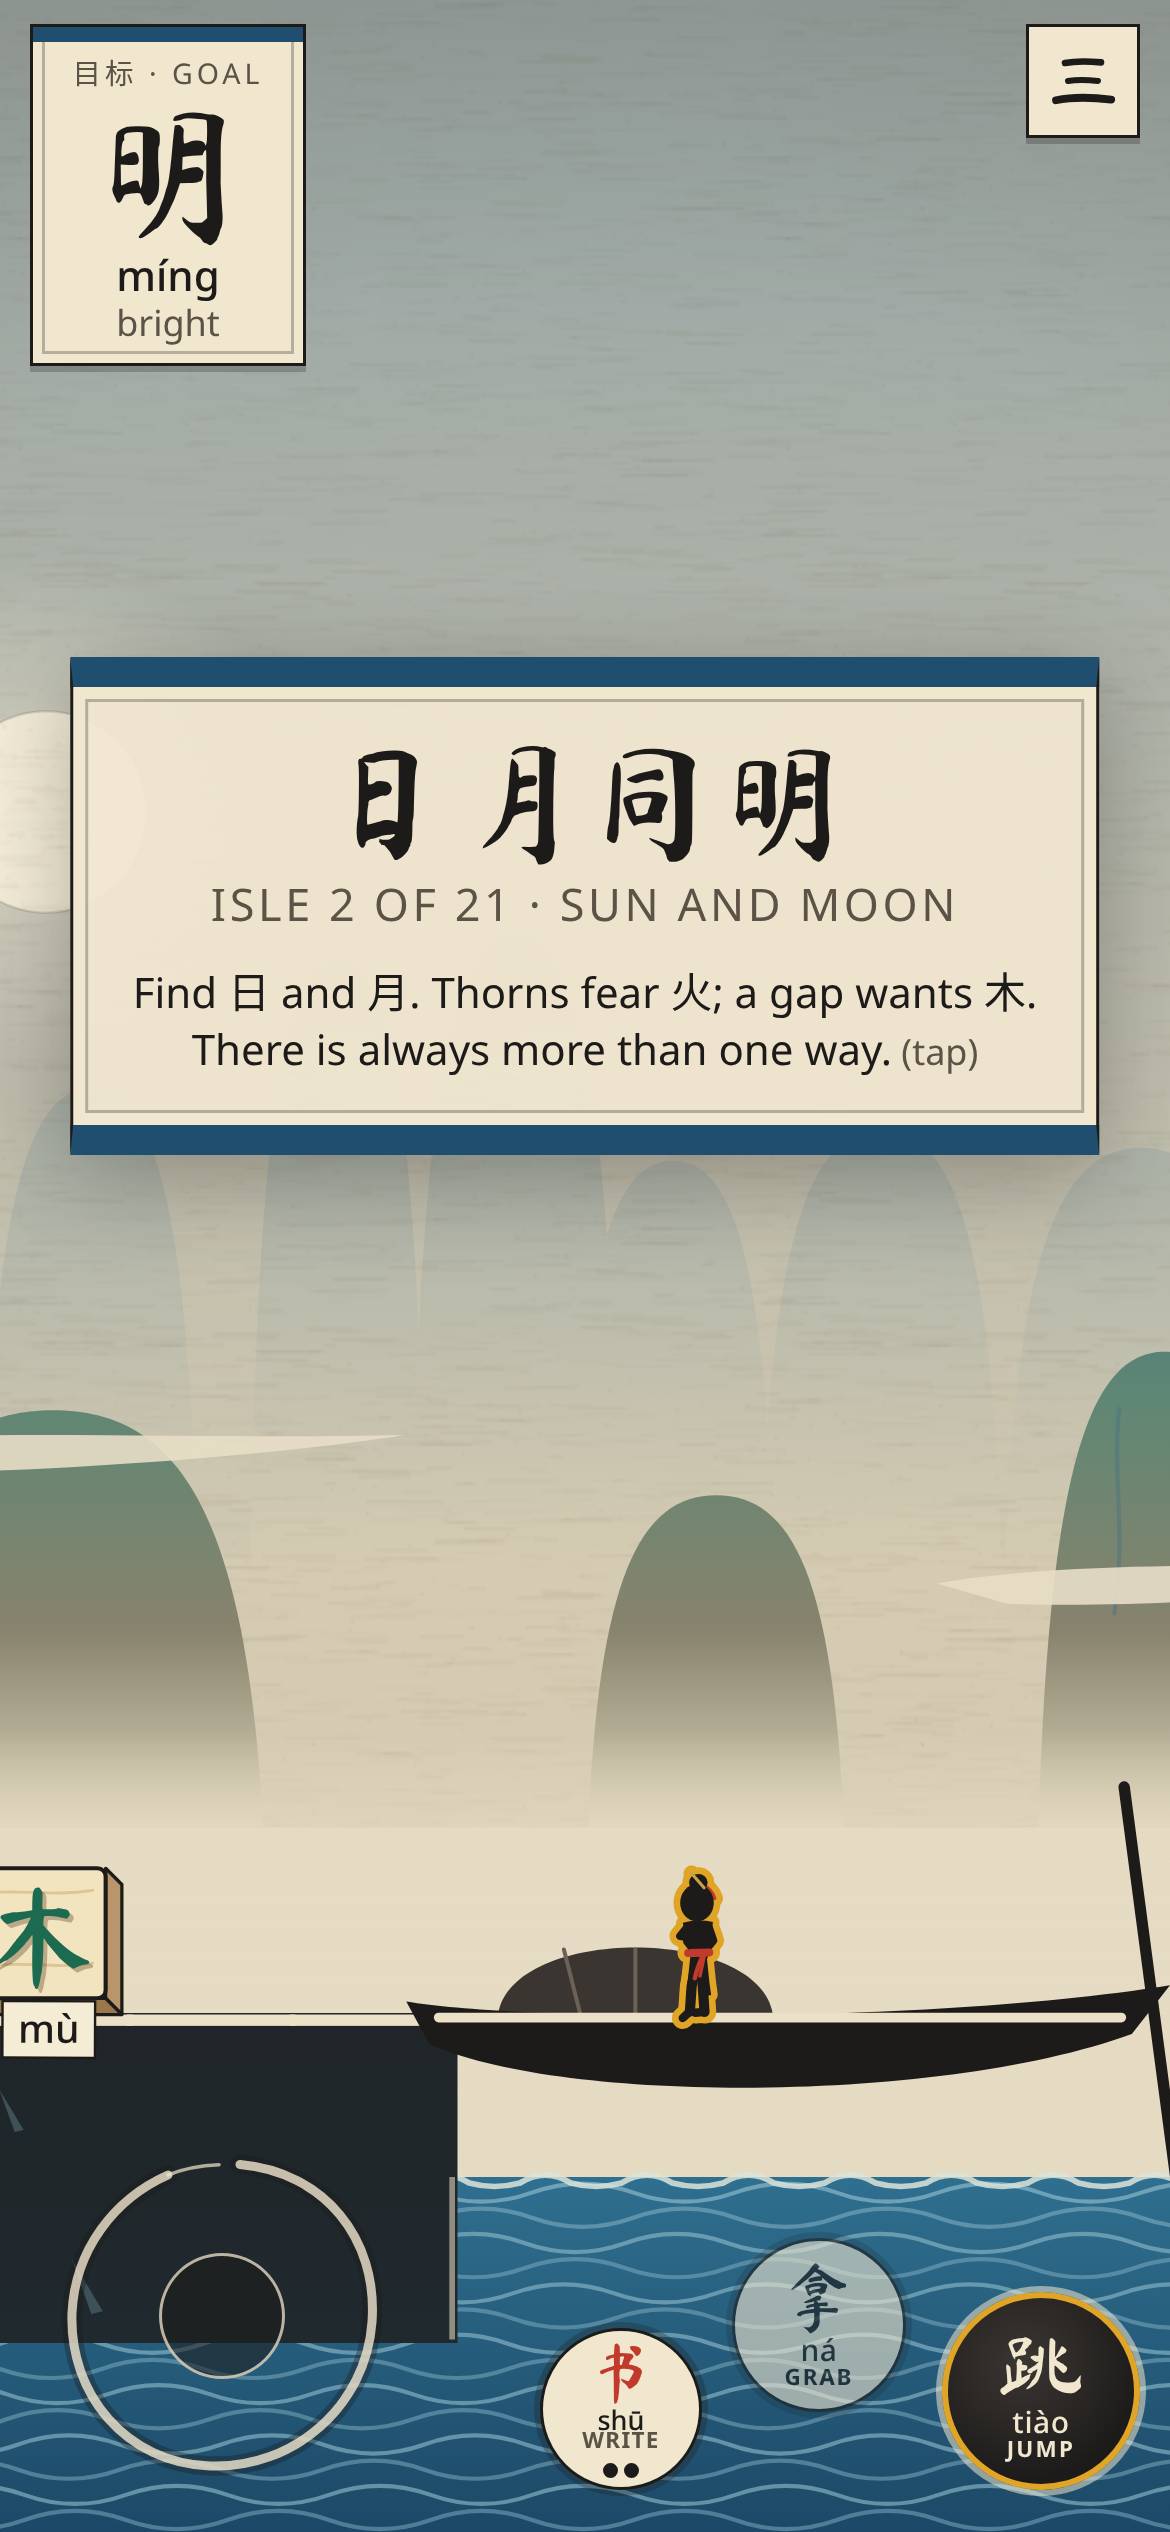 目标 · GOAL
明
míng
bright
三
日月同明
ISLE 2 OF 21 · SUN AND MOON
Find 日 and 月. Thorns fear 火; a gap wants 木.
There is always more than one way. (tap)
木
mù
拿
ná
GRAB
书
shū
WRITE
跳
tiào
JUMP